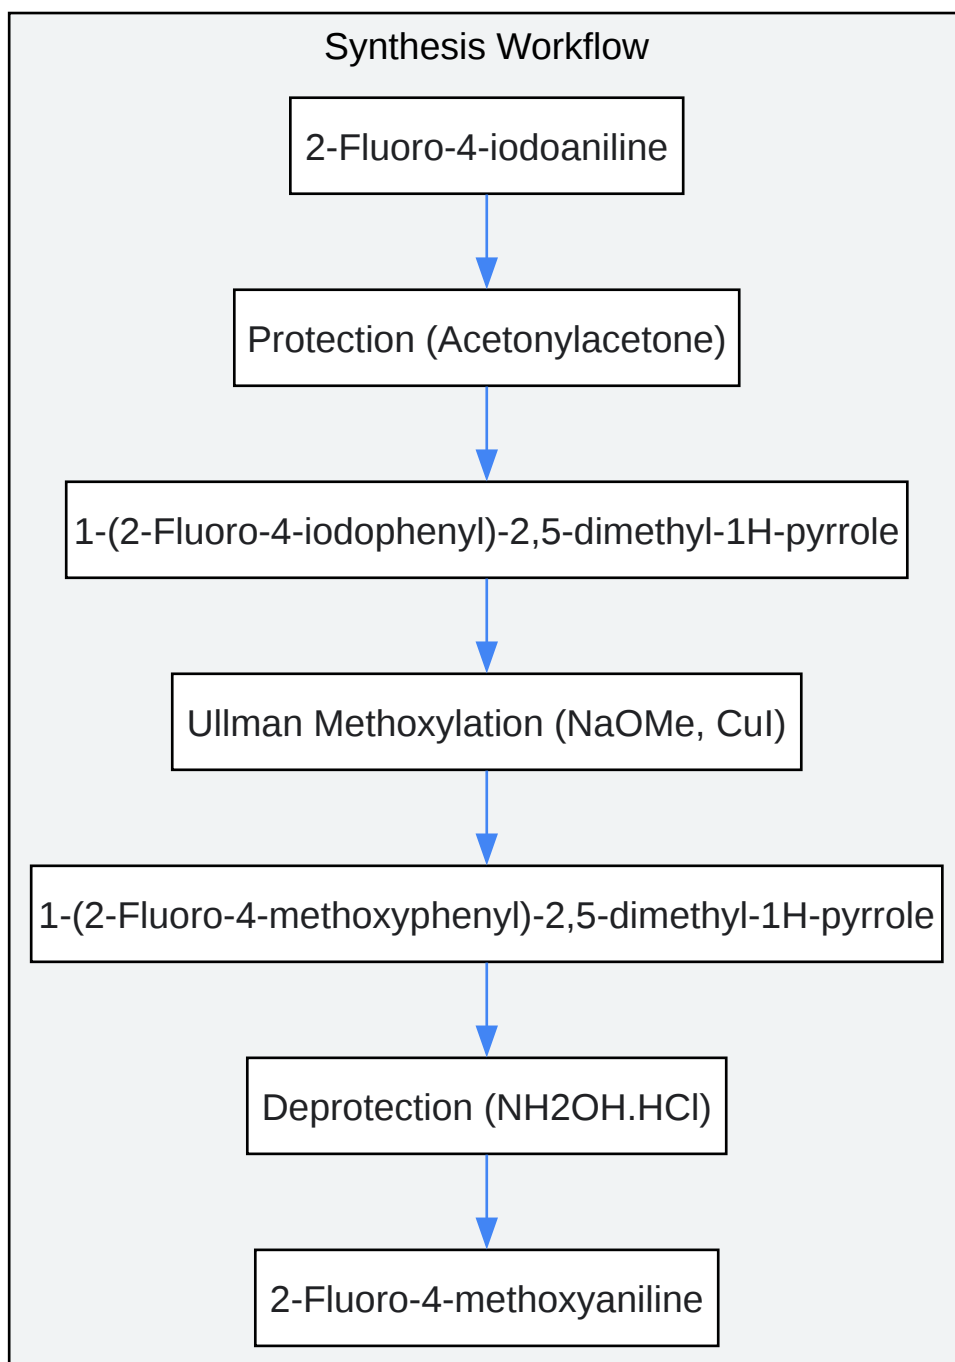 Synthesis Workflow
2-Fluoro-4-iodoaniline
Protection (Acetonylacetone)
1-(2-Fluoro-4-iodophenyl)-2,5-dimethyl-1H-pyrrole
Ullman Methoxylation (NaOMe, CuI)
1-(2-Fluoro-4-methoxyphenyl)-2,5-dimethyl-1H-pyrrole
Deprotection (NH2OH.HCl)
2-Fluoro-4-methoxyaniline